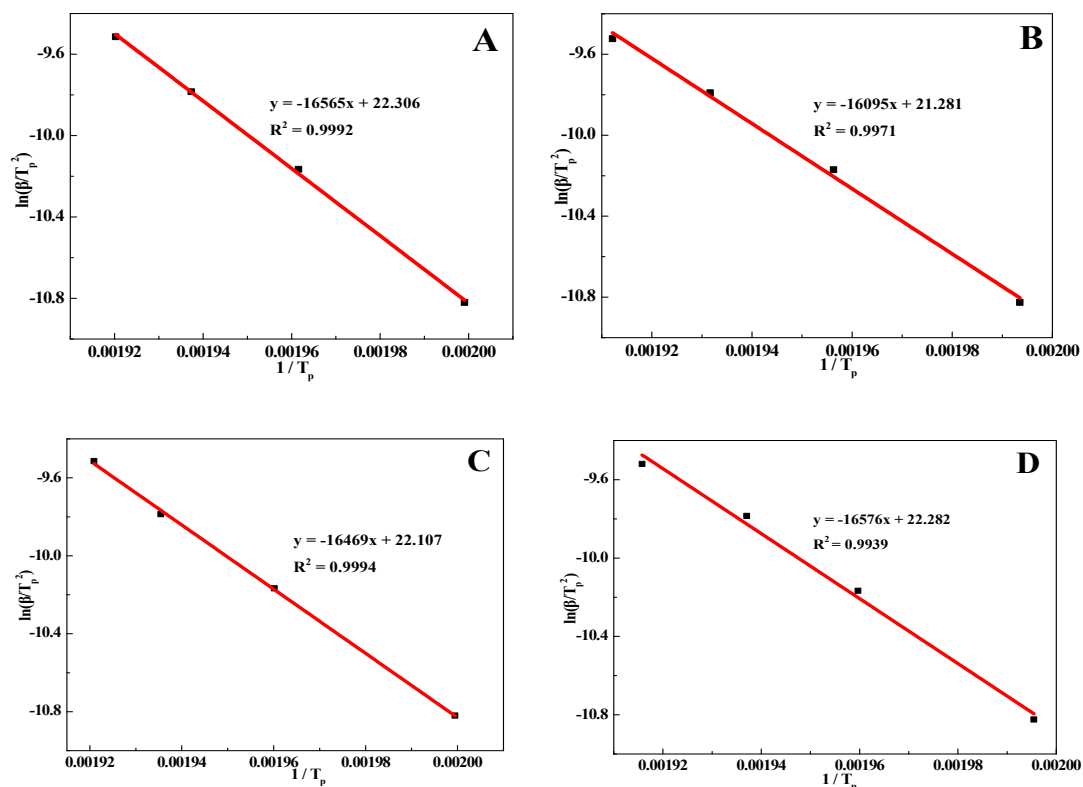 A
y = -16565x + 22.306
R² = 0.9992
ln(β/Tₚ²)
-9.6
-10.0
-10.4
-10.8
0.00192 0.00194 0.00196 0.00198 0.00200
1 / Tₚ
B
y = -16095x + 21.281
R² = 0.9971
ln(β/Tₚ²)
-9.6
-10.0
-10.4
-10.8
0.00192 0.00194 0.00196 0.00198 0.00200
1 / Tₚ
C
y = -16469x + 22.107
R² = 0.9994
ln(β/Tₚ²)
-9.6
-10.0
-10.4
-10.8
0.00192 0.00194 0.00196 0.00198 0.00200
1 / Tₚ
D
y = -16576x + 22.282
R² = 0.9939
ln(β/Tₚ²)
-9.6
-10.0
-10.4
-10.8
0.00192 0.00194 0.00196 0.00198 0.00200
1 / Tₚ